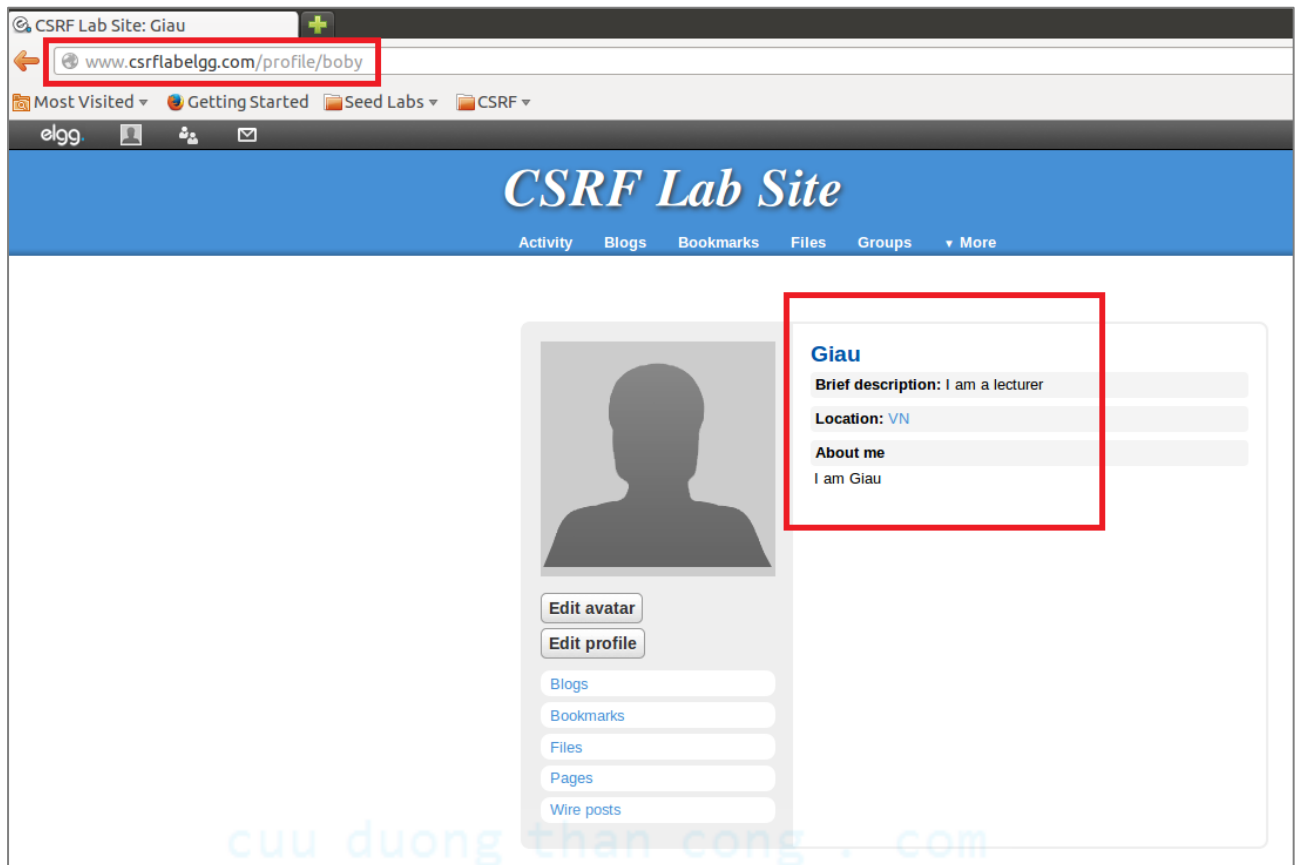 CSRF Lab Site: Giau
www.csrflabelgg.com/profile/boby
Most Visited Getting Started Seed Labs CSRF
elgg.
CSRF Lab Site
Activity Blogs Bookmarks Files Groups More
Giau
Brief description: I am a lecturer
Location: VN
About me
I am Giau
Edit avatar
Edit profile
Blogs
Bookmarks
Files
Pages
Wire posts
cuu duong than cong . com